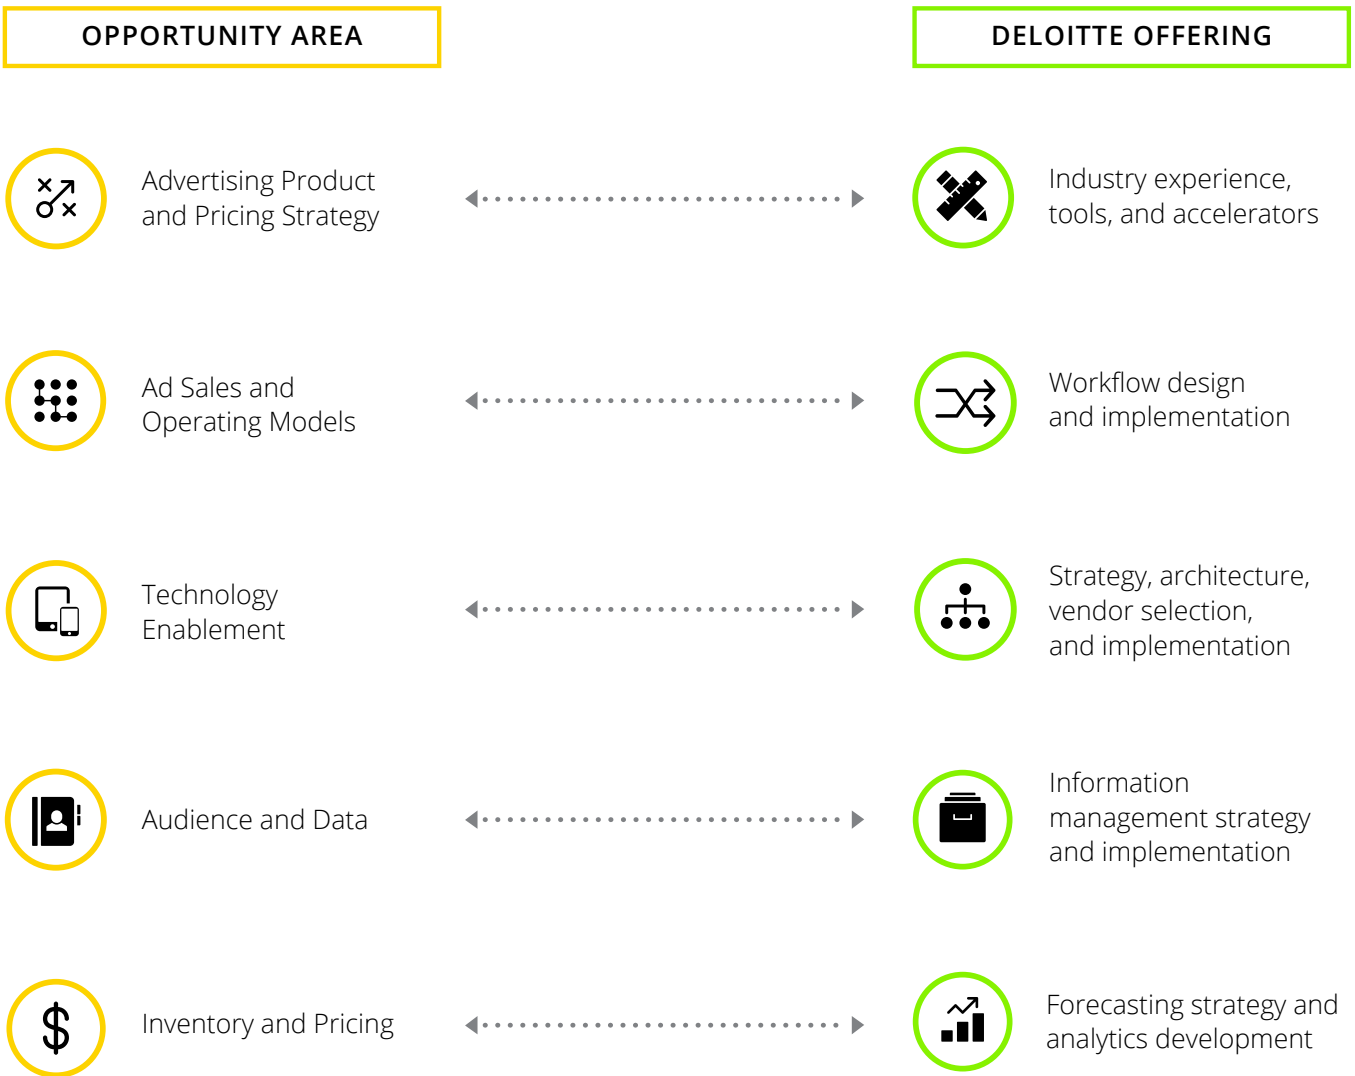 OPPORTUNITY AREA
DELOITTE OFFERING
Advertising Product
and Pricing Strategy
Industry experience,
tools, and accelerators
Ad Sales and
Operating Models
Workflow design
and implementation
Technology
Enablement
Strategy, architecture,
vendor selection,
and implementation
Audience and Data
Information
management strategy
and implementation
Inventory and Pricing
Forecasting strategy and
analytics development